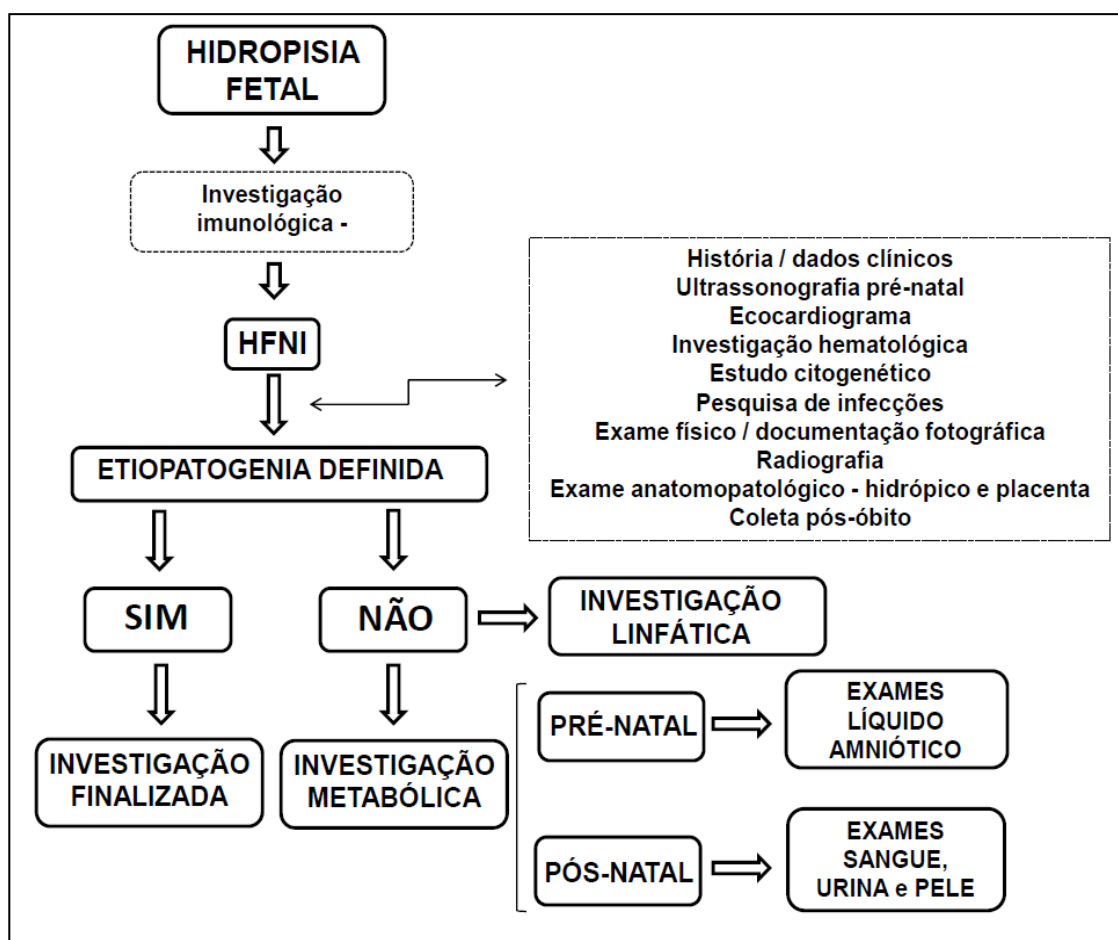 HIDROPISIA
FETAL
Investigação
imunológica -
HFNI
História / dados clínicos
Ultrassonografia pré-natal
Ecocardiograma
Investigação hematológica
Estudo citogenético
Pesquisa de infecções
Exame físico / documentação fotográfica
Radiografia
Exame anatomopatológico - hidrópico e placenta
Coleta pós-óbito
ETIOPATOGENIA DEFINIDA
SIM
NÃO
INVESTIGAÇÃO
LINFÁTICA
INVESTIGAÇÃO
FINALIZADA
INVESTIGAÇÃO
METABÓLICA
PRÉ-NATAL
EXAMES
LÍQUIDO
AMNIÓTICO
PÓS-NATAL
EXAMES
SANGUE,
URINA e PELE